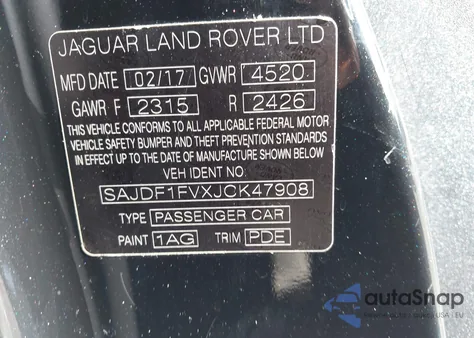 JAGUAR LAND ROVER LTD
MFD DATE 02/17 GVWR 4520.
GAWR F 2315 R 2426
THIS VEHICLE CONFORMS TO ALL APPLICABLE FEDERAL MOTOR
VEHICLE SAFETY BUMPER AND THEFT PREVENTION STANDARDS
IN EFFECT UP TO THE DATE OF MANUFACTURE SHOWN BELOW.
VEH IDENT NO.
SAJDF1FVXJCK47908
TYPE PASSENGER CAR
PAINT 1AG TRIM PDE
autoSnap